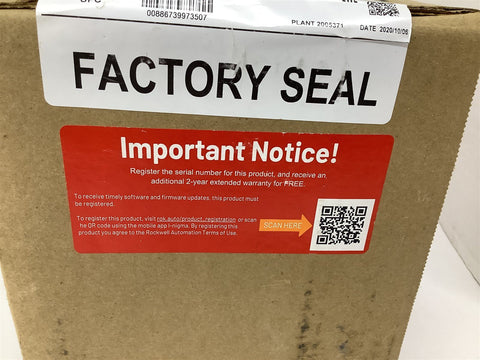 00886739973507
PLANT 2005371
DATE 2020/10/06
FACTORY SEAL
Important Notice!
Register the serial number for this product, and receive an
additional 2-year extended warranty for FREE.
To receive timely software and firmware updates, this product must
be registered.
To register this product, visit rok.auto/product_registration or scan
he QR code using the mobile app i-nigma. By registering this
product you agree to the Rockwell Automation Terms of Use.
SCAN HERE